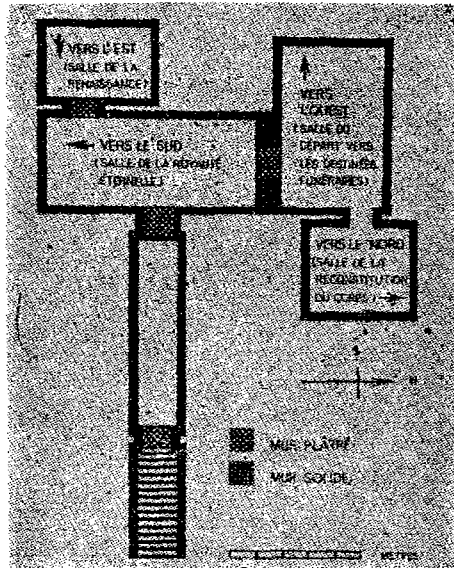 VERS L'EST
(SALLE DE LA
RENAISSANCE)
VERS
L'OUEST
(SALLE DU
DÉPART VERS
LES DESTINÉES
FUNÉRAIRES)
VERS LE SUD
(SALLE DE LA ROYAUTÉ
ÉTERNELLE)
VERS LE NORD
(SALLE DE LA
RECONSTITUTION
DU CORPS)
N
MUR PLÂTRÉ
MUR SOLIDE
METRES